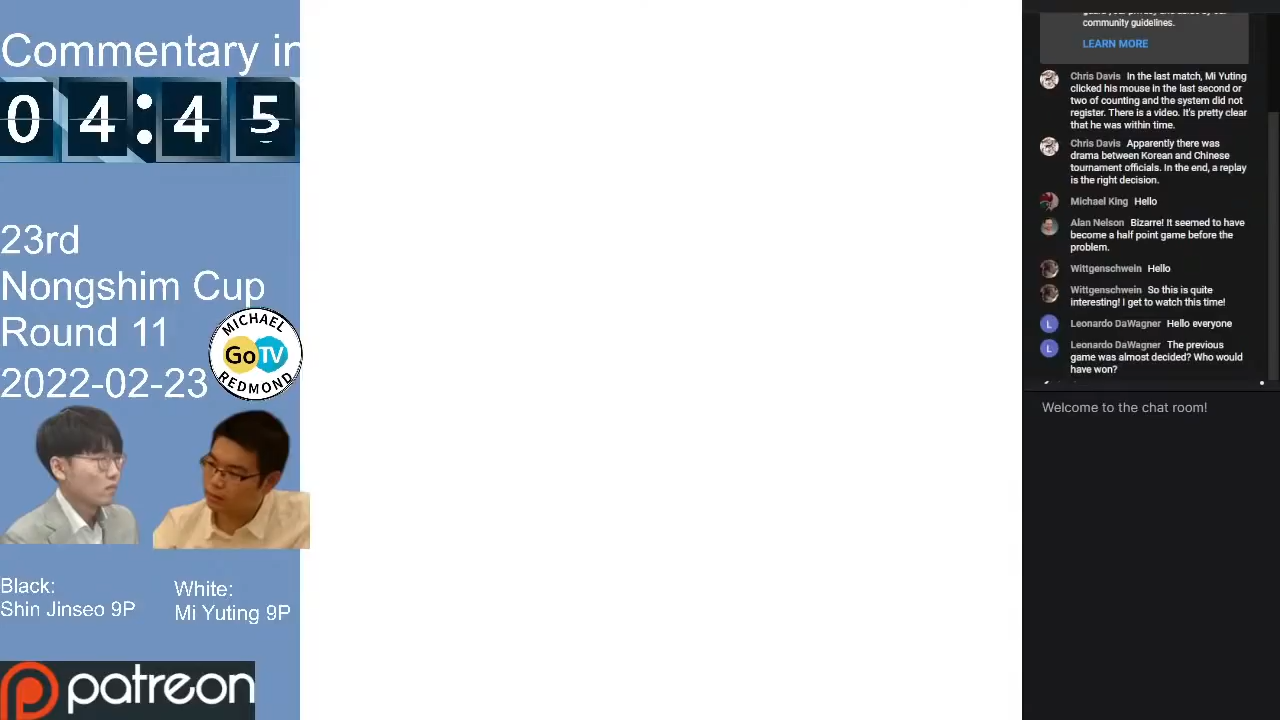 Commentary in
04:45
23rd
Nongshim Cup
Round 11
2022-02-23
MICHAEL
GoTV
REDMOND
Black:
Shin Jinseo 9P
White:
Mi Yuting 9P
patreon
community guidelines.
LEARN MORE
Chris Davis In the last match, Mi Yuting
clicked his mouse in the last second or
two of counting and the system did not
register. There is a video. It's pretty clear
that he was within time.
Chris Davis Apparently there was
drama between Korean and Chinese
tournament officials. In the end, a replay
is the right decision.
Michael King Hello
Alan Nelson Bizarre! It seemed to have
become a half point game before the
problem.
Wittgenschwein Hello
Wittgenschwein So this is quite
interesting! I get to watch this time!
L Leonardo DaWagner Hello everyone
L Leonardo DaWagner The previous
game was almost decided? Who would
have won?
Welcome to the chat room!